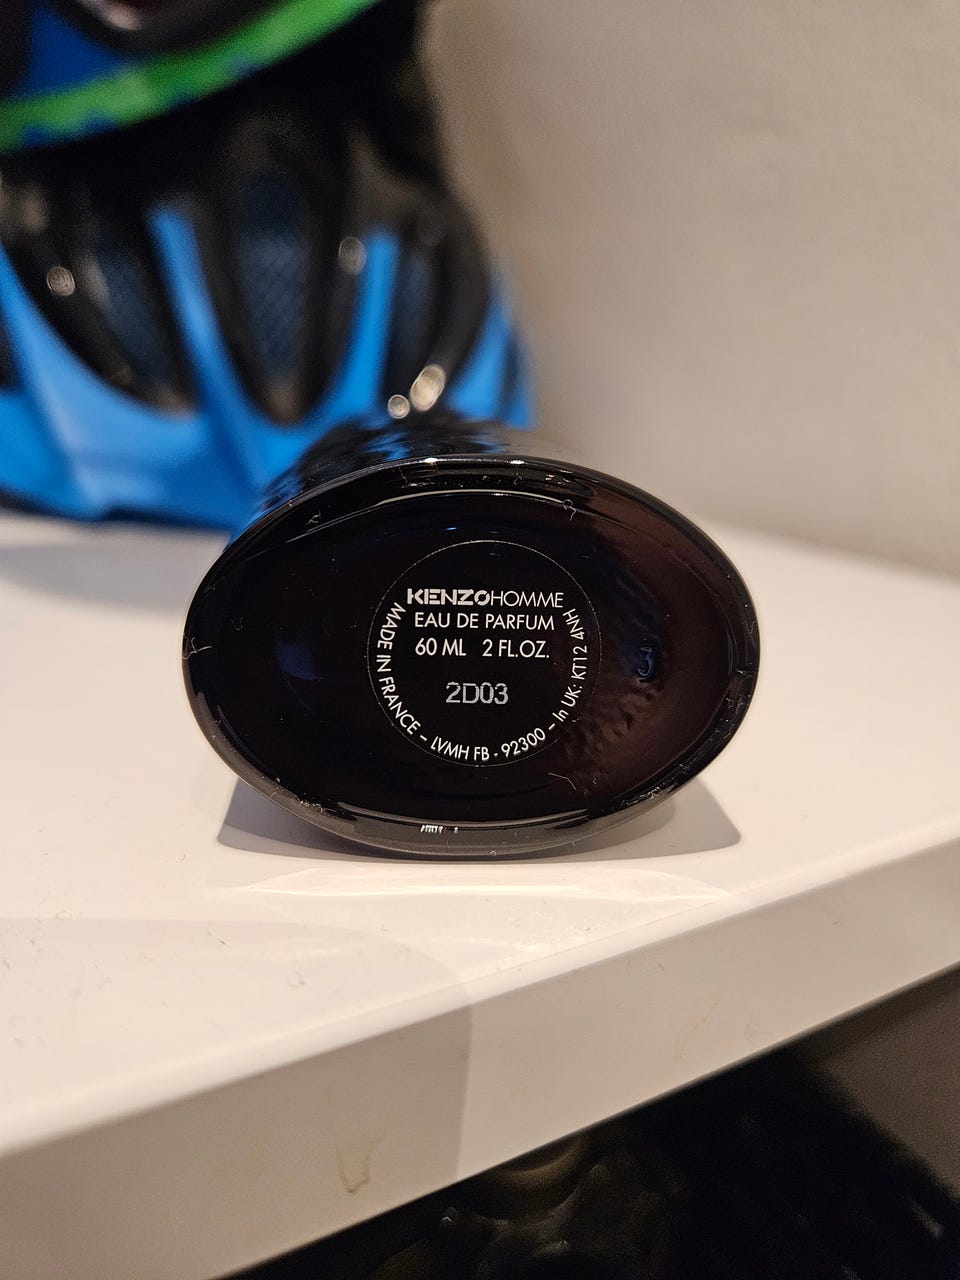 KENZOHOMME
EAU DE PARFUM
60 ML 2 FL.OZ.
2D03
MADE IN FRANCE - LVMH FB - 92300 - In UK: KT12 4NH
3